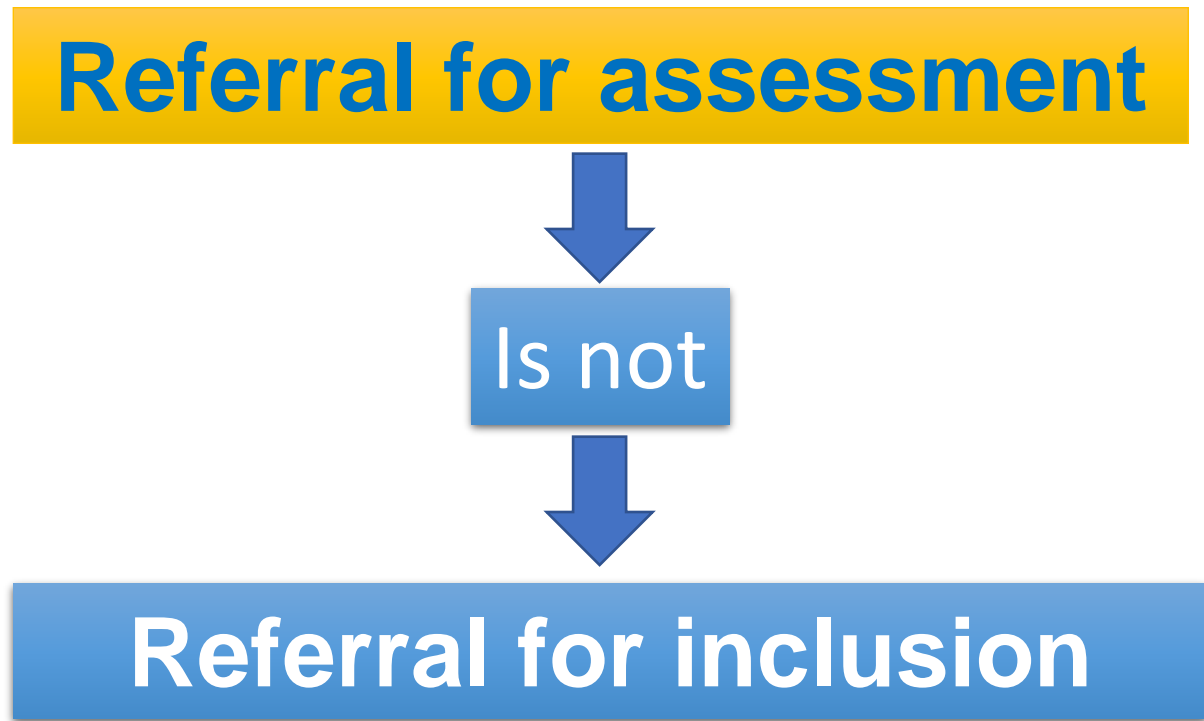 Referral for assessment
Is not
Referral for inclusion